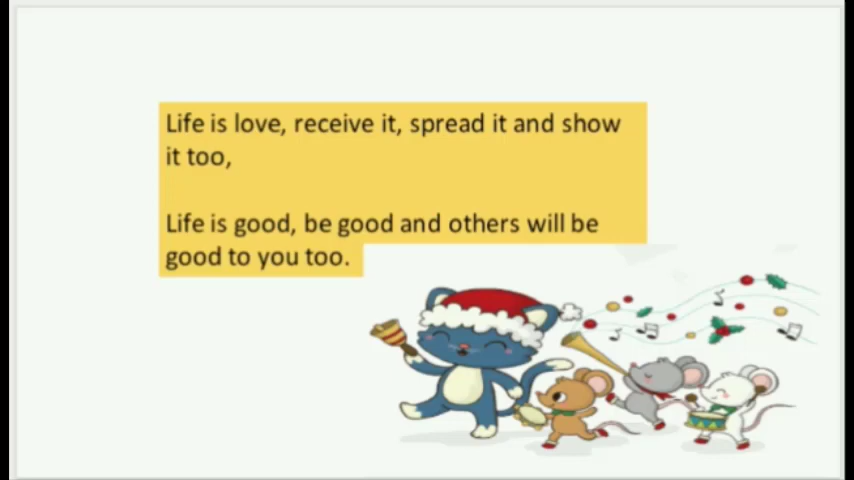 Life is love, receive it, spread it and show
it too,
Life is good, be good and others will be
good to you too.